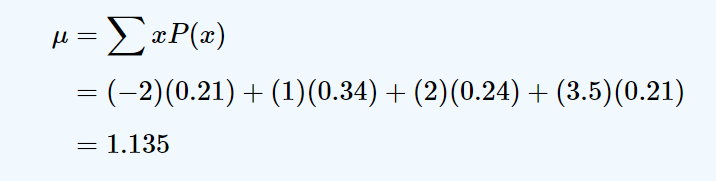 μ = ∑ xP(x)
= (−2)(0.21) + (1)(0.34) + (2)(0.24) + (3.5)(0.21)
= 1.135